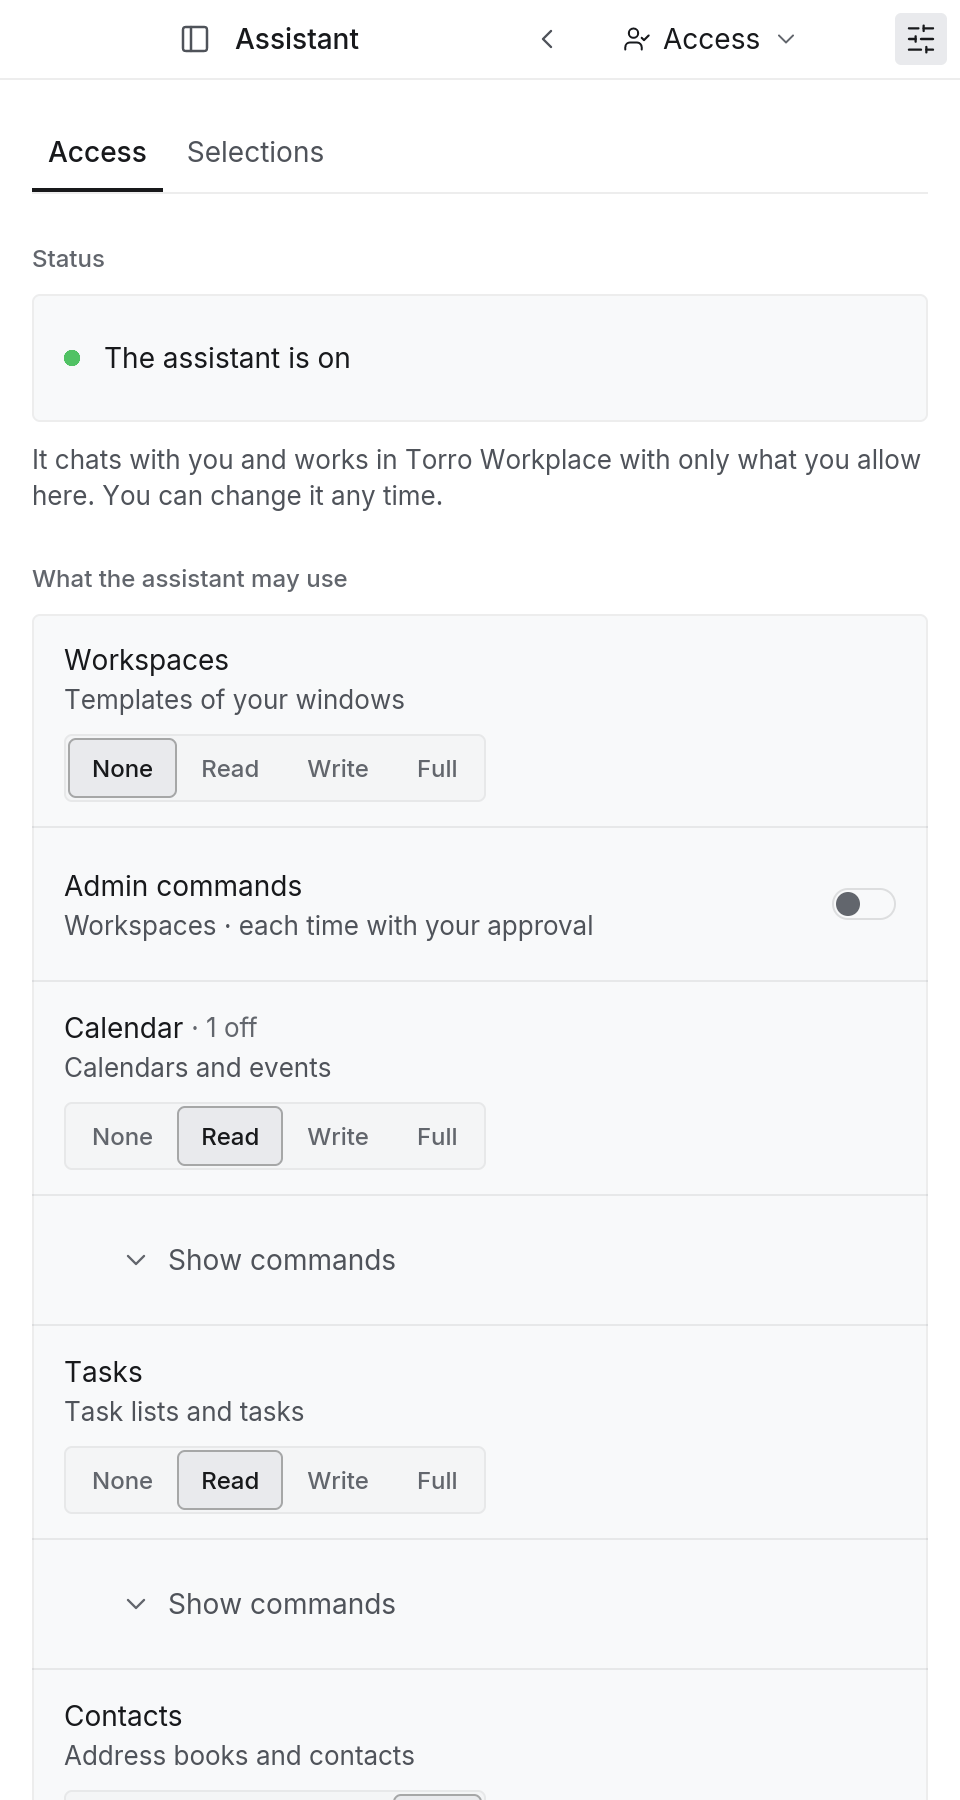 Assistant
Access
Access
Selections
Status
The assistant is on
It chats with you and works in Torro Workplace with only what you allow
here. You can change it any time.
What the assistant may use
Workspaces
Templates of your windows
None Read Write Full
Admin commands
Workspaces · each time with your approval
Calendar · 1 off
Calendars and events
None Read Write Full
Show commands
Tasks
Task lists and tasks
None Read Write Full
Show commands
Contacts
Address books and contacts